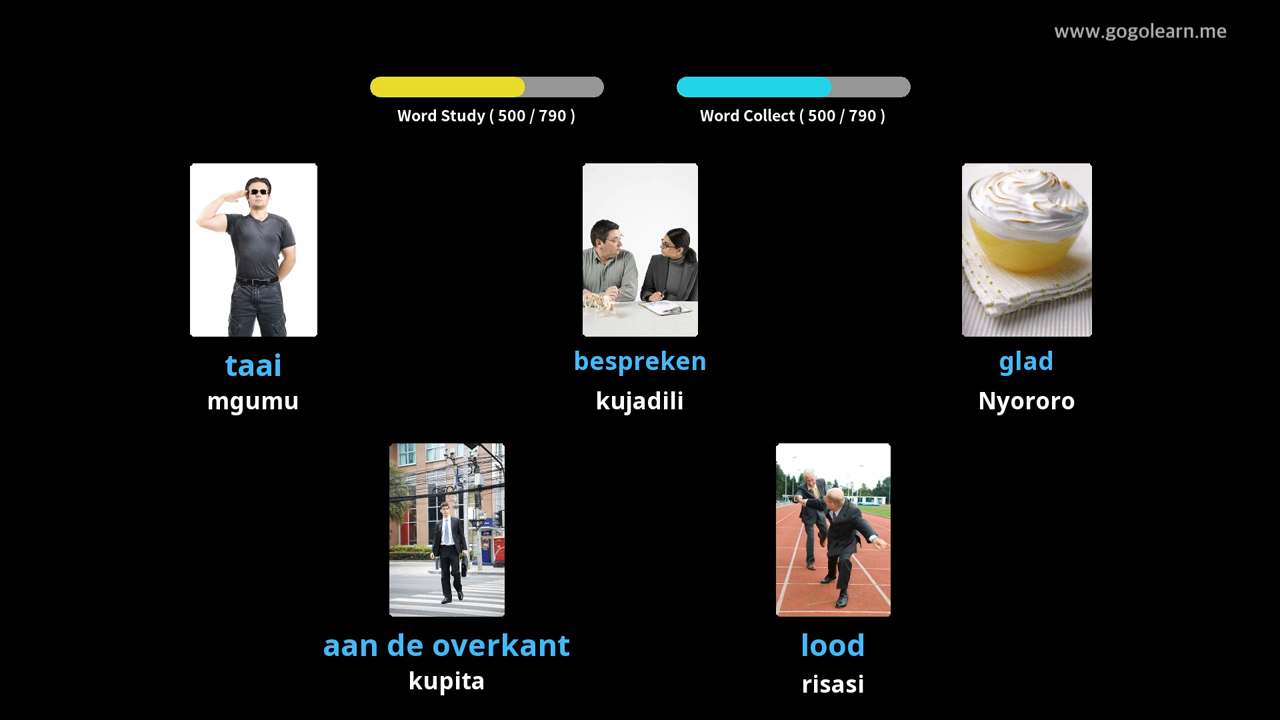 www.gogolearn.me
Word Study ( 500 / 790 )
Word Collect ( 500 / 790 )
taai
mgumu
bespreken
kujadili
glad
Nyororo
aan de overkant
kupita
lood
risasi